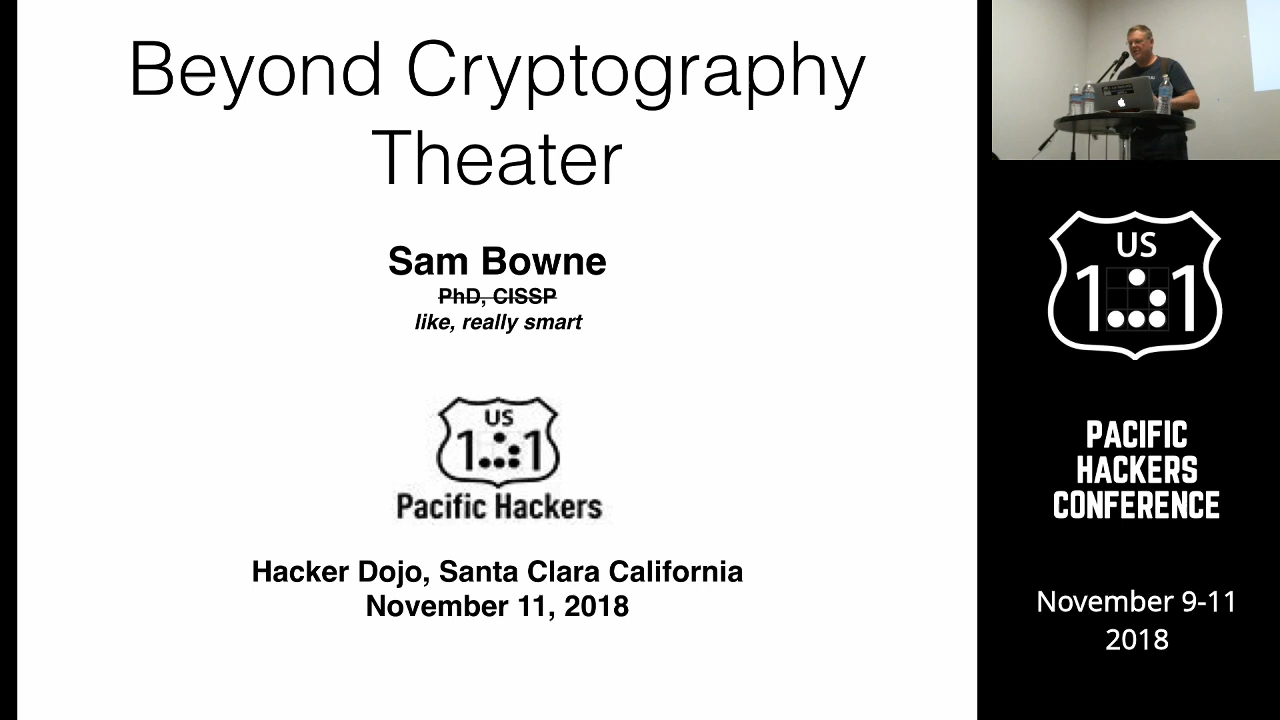 Beyond Cryptography
Theater
Sam Bowne
PhD, CISSP
like, really smart
US
1 1
Pacific Hackers
Hacker Dojo, Santa Clara California
November 11, 2018
US
1 1
PACIFIC
HACKERS
CONFERENCE
November 9-11
2018